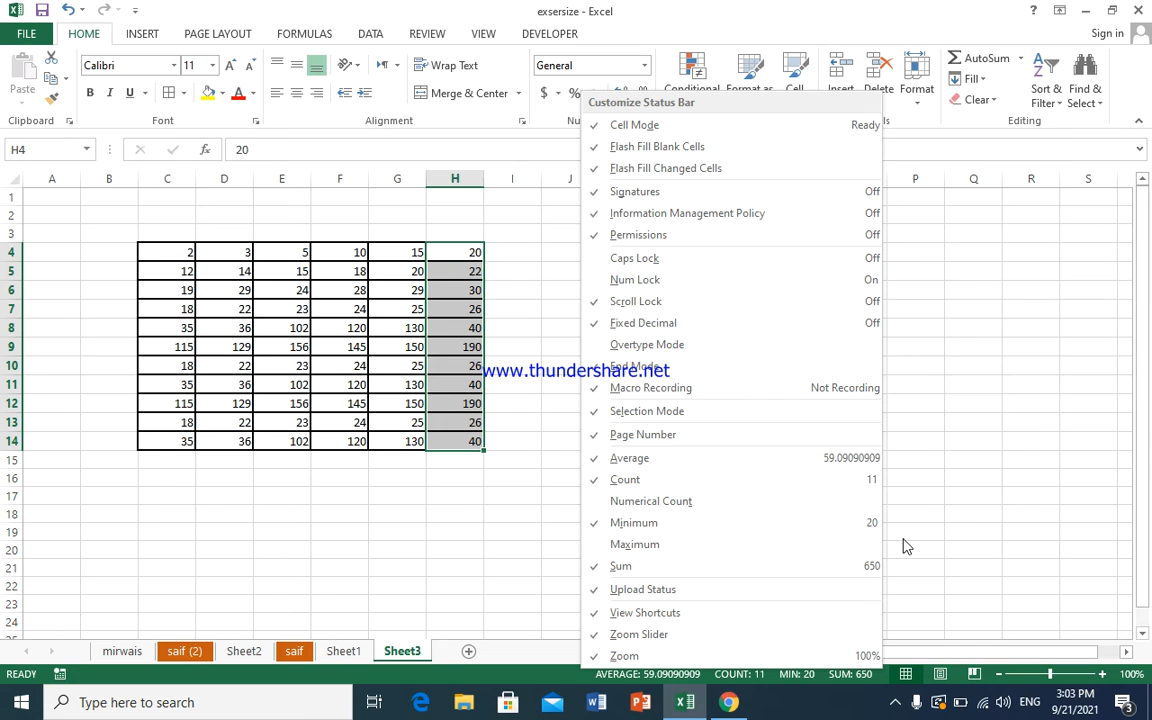 exsersize - Excel
Sign in
FILE HOME INSERT PAGE LAYOUT FORMULAS DATA REVIEW VIEW DEVELOPER
Paste
Calibri 11
B I U
Wrap Text
Merge & Center
General
$ %
Conditional Format as Cell Insert Delete Format
AutoSum
Fill
Clear
Sort & Filter
Find & Select
Clipboard Font Alignment
H4 20
A B C D E F G H I J P Q R S
1
2
3
4 2 3 5 10 15 20
5 12 14 15 18 20 22
6 19 29 24 28 29 30
7 18 22 23 24 25 26
8 35 36 102 120 130 40
9 115 129 156 145 150 190
10 18 22 23 24 25 26
11 35 36 102 120 130 40
12 115 129 156 145 150 190
13 18 22 23 24 25 26
14 35 36 102 120 130 40
15
16
17
18
19
20
21
22
23
24
Customize Status Bar
Cell Mode Ready
Flash Fill Blank Cells
Flash Fill Changed Cells
Signatures Off
Information Management Policy Off
Permissions Off
Caps Lock
Num Lock On
Scroll Lock Off
Fixed Decimal Off
Overtype Mode
End Mode
www.thundershare.net
Macro Recording Not Recording
Selection Mode
Page Number
Average 59.09090909
Count 11
Numerical Count
Minimum 20
Maximum
Sum 650
Upload Status
View Shortcuts
Zoom Slider
Zoom 100%
mirwais saif (2) Sheet2 saif Sheet1 Sheet3
READY AVERAGE: 59.09090909 COUNT: 11 MIN: 20 SUM: 650 100%
Type here to search
ENG
3:03 PM
9/21/2021
3